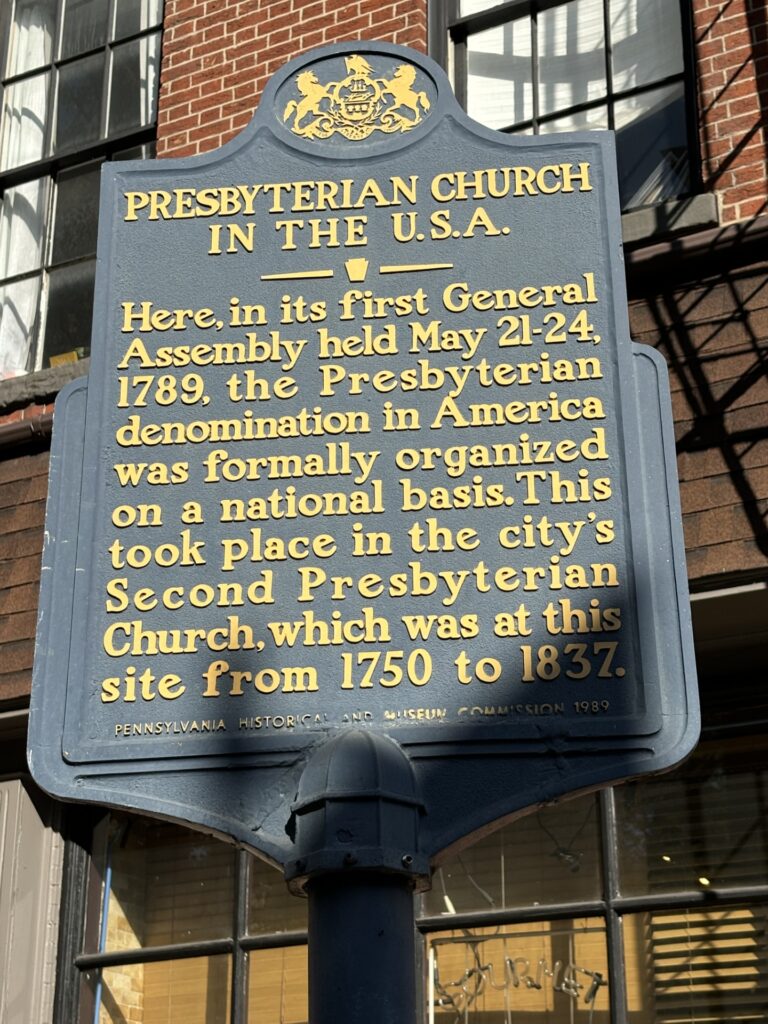 PRESBYTERIAN CHURCH
IN THE U.S.A.
Here, in its first General
Assembly held May 21-24,
1789, the Presbyterian
denomination in America
was formally organized
on a national basis. This
took place in the city's
Second Presbyterian
Church, which was at this
site from 1750 to 1837.
PENNSYLVANIA HISTORICAL AND MUSEUM COMMISSION 1989
GOURMET